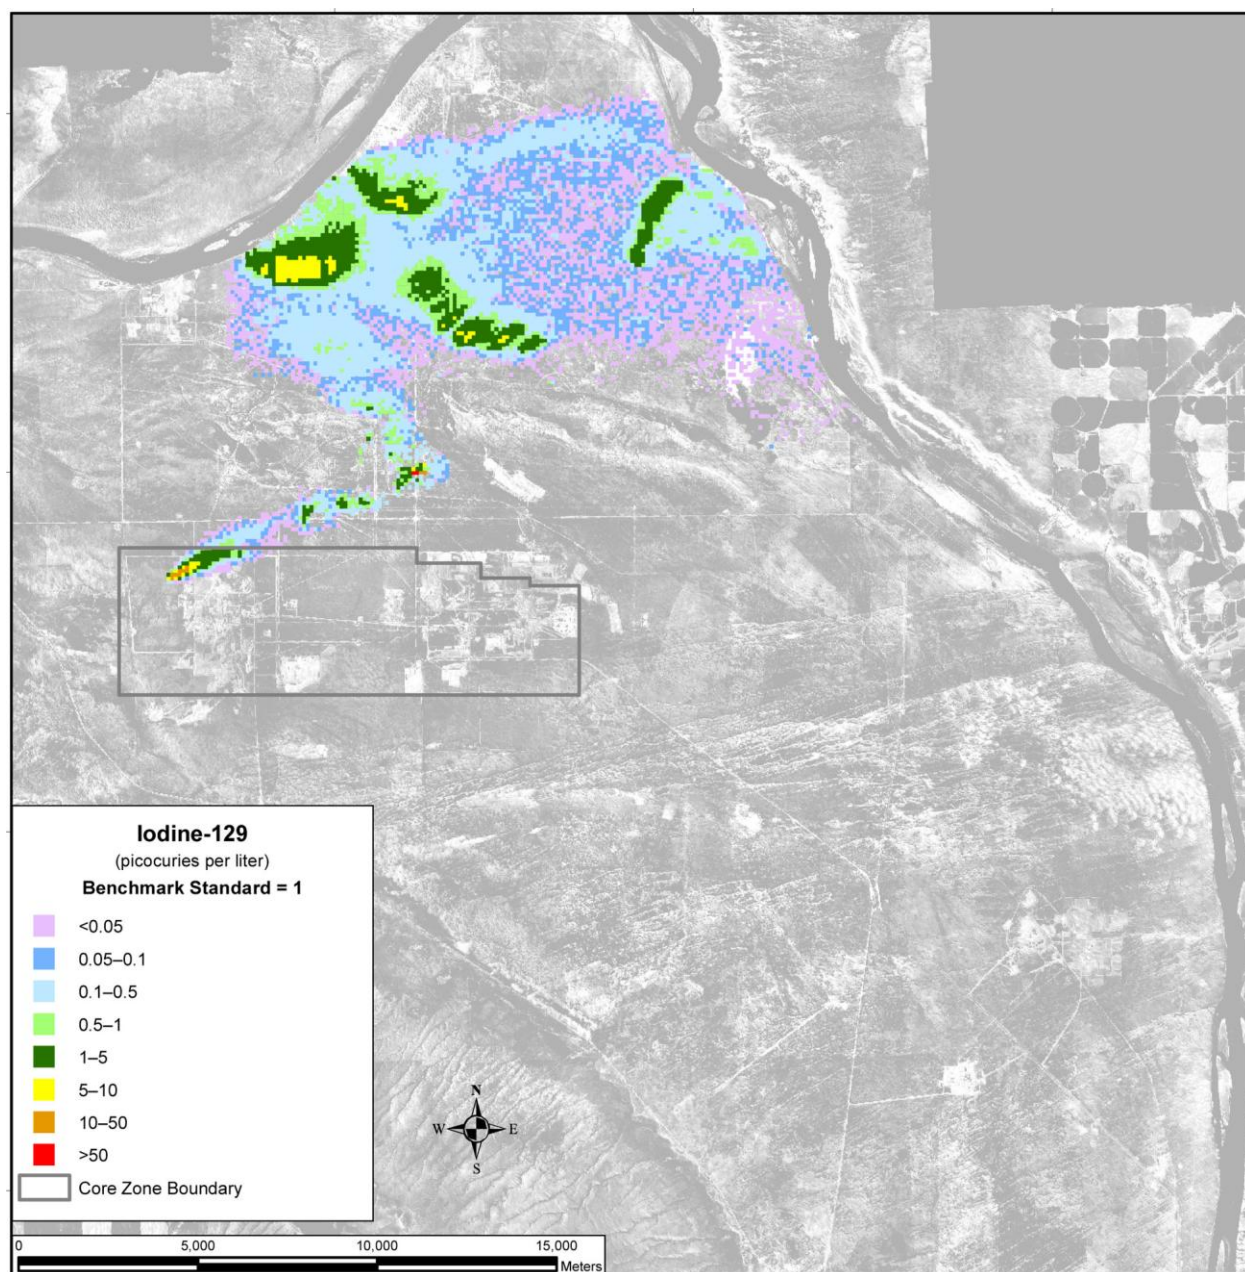 Iodine-129
(picocuries per liter)
Benchmark Standard = 1
<0.05
0.05–0.1
0.1–0.5
0.5–1
1–5
5–10
10–50
>50
Core Zone Boundary
N
W E
S
0 5,000 10,000 15,000
Meters